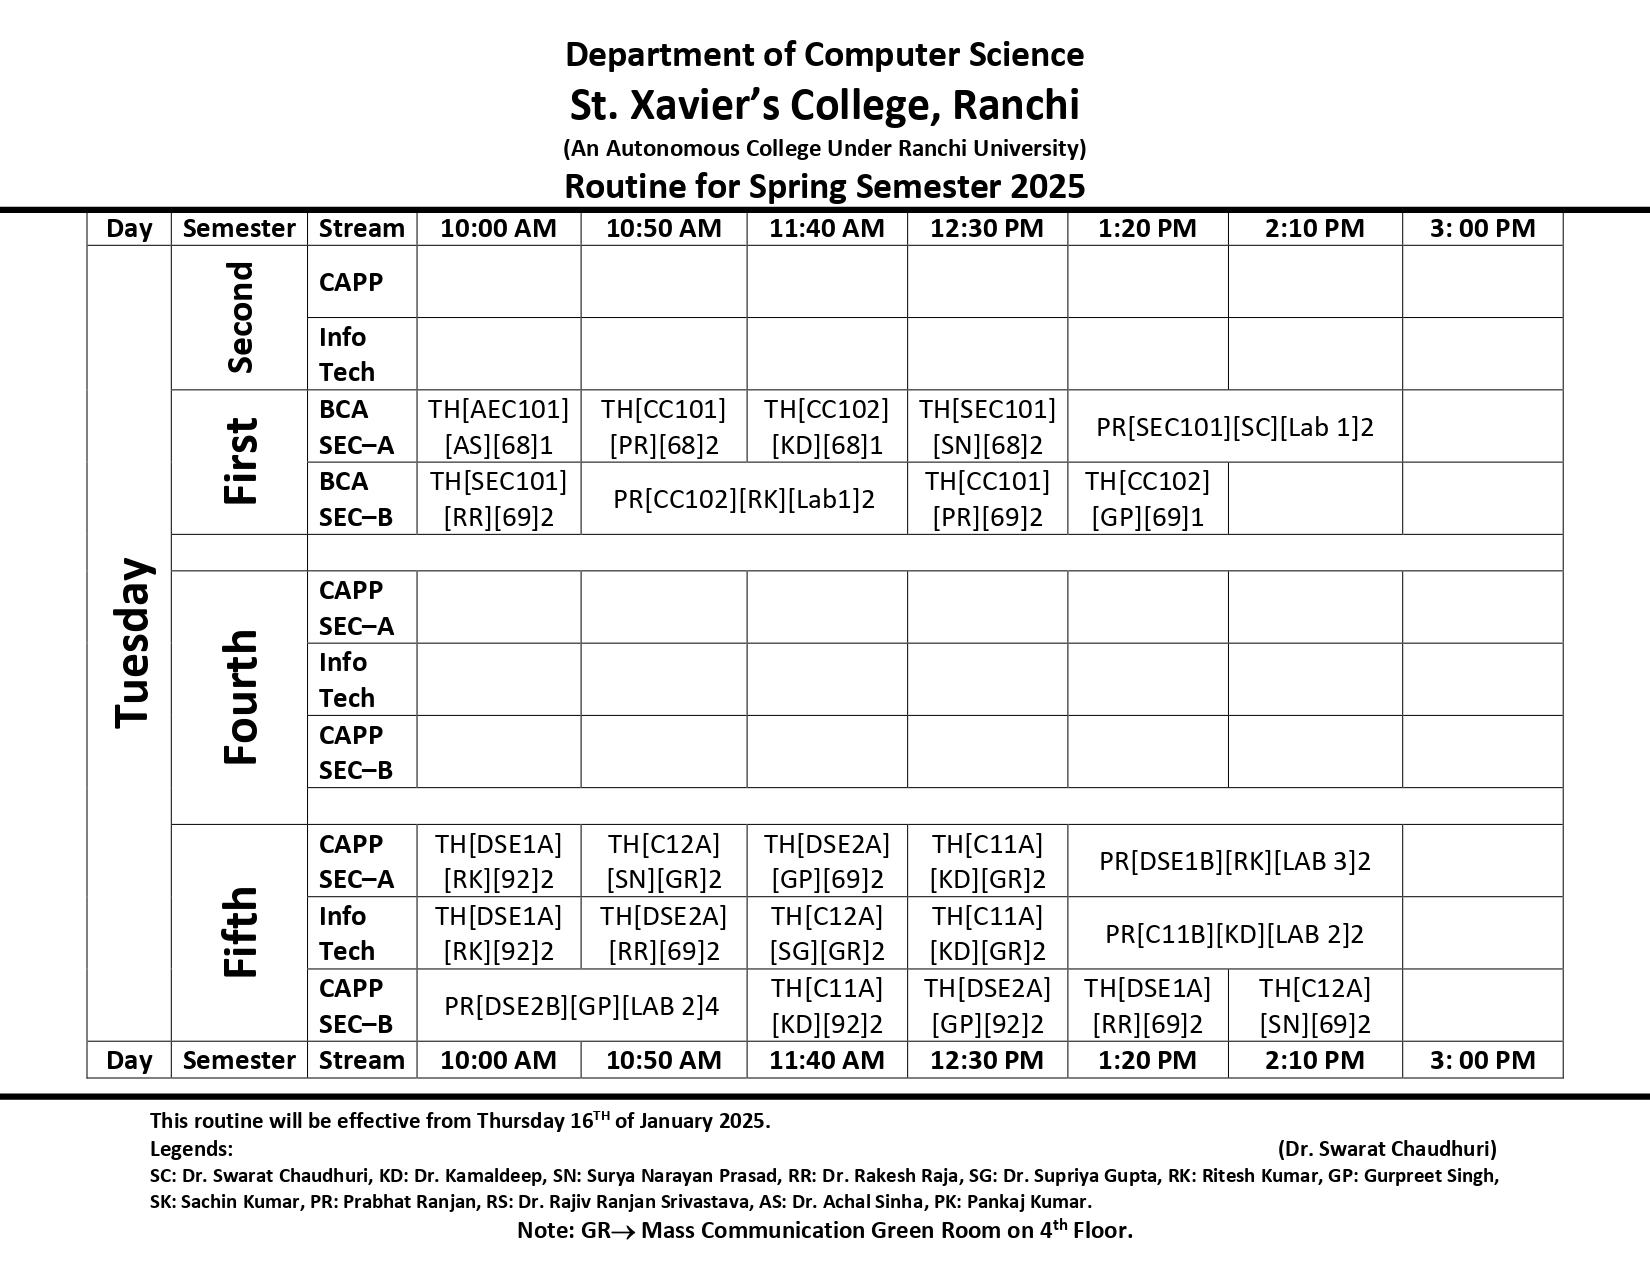 Department of Computer Science
St. Xavier’s College, Ranchi
(An Autonomous College Under Ranchi University)
Routine for Spring Semester 2025
Day Semester Stream 10:00 AM 10:50 AM 11:40 AM 12:30 PM 1:20 PM 2:10 PM 3: 00 PM
Tuesday
Second
CAPP
Info
Tech
First
BCA TH[AEC101] TH[CC101] TH[CC102] TH[SEC101] PR[SEC101][SC][Lab 1]2
SEC–A [AS][68]1 [PR][68]2 [KD][68]1 [SN][68]2
BCA TH[SEC101] PR[CC102][RK][Lab1]2 TH[CC101] TH[CC102]
SEC–B [RR][69]2 [PR][69]2 [GP][69]1
Fourth
CAPP
SEC–A
Info
Tech
CAPP
SEC–B
Fifth
CAPP TH[DSE1A] TH[C12A] TH[DSE2A] TH[C11A] PR[DSE1B][RK][LAB 3]2
SEC–A [RK][92]2 [SN][GR]2 [GP][69]2 [KD][GR]2
Info TH[DSE1A] TH[DSE2A] TH[C12A] TH[C11A] PR[C11B][KD][LAB 2]2
Tech [RK][92]2 [RR][69]2 [SG][GR]2 [KD][GR]2
CAPP PR[DSE2B][GP][LAB 2]4 TH[C11A] TH[DSE2A] TH[DSE1A] TH[C12A]
SEC–B [KD][92]2 [GP][92]2 [RR][69]2 [SN][69]2
Day Semester Stream 10:00 AM 10:50 AM 11:40 AM 12:30 PM 1:20 PM 2:10 PM 3: 00 PM
This routine will be effective from Thursday 16TH of January 2025.
Legends: (Dr. Swarat Chaudhuri)
SC: Dr. Swarat Chaudhuri, KD: Dr. Kamaldeep, SN: Surya Narayan Prasad, RR: Dr. Rakesh Raja, SG: Dr. Supriya Gupta, RK: Ritesh Kumar, GP: Gurpreet Singh,
SK: Sachin Kumar, PR: Prabhat Ranjan, RS: Dr. Rajiv Ranjan Srivastava, AS: Dr. Achal Sinha, PK: Pankaj Kumar.
Note: GR→ Mass Communication Green Room on 4th Floor.